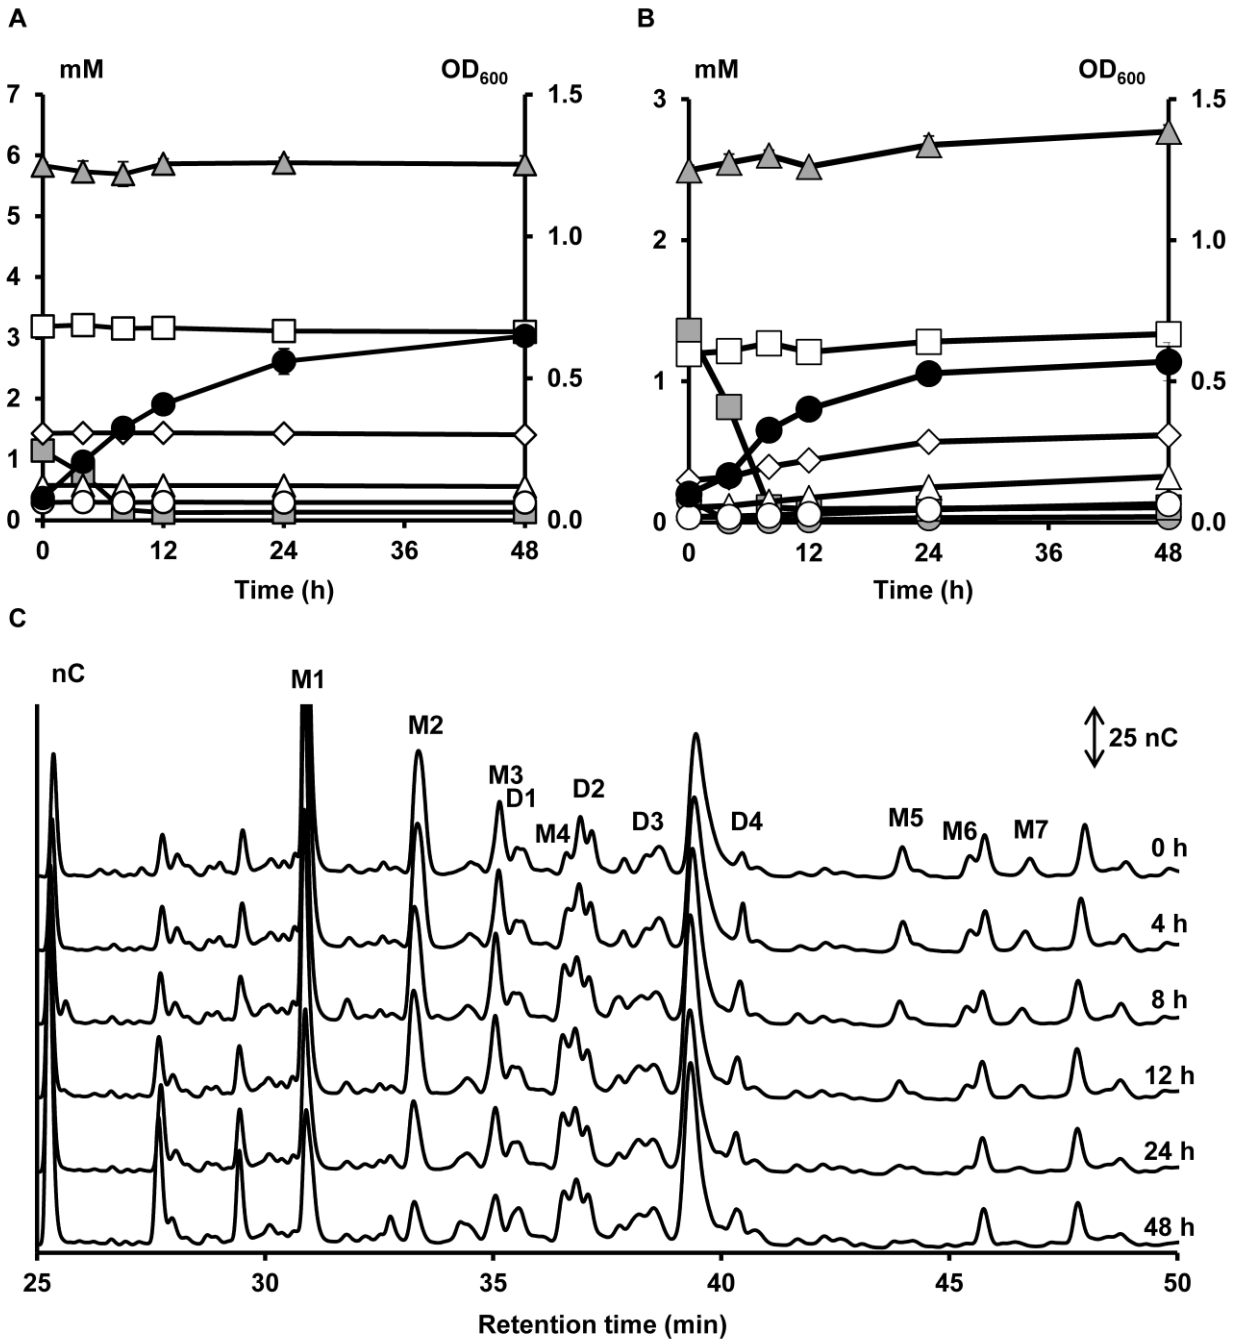 A
B
mM
OD600
mM
OD600
7
6
5
4
3
2
1
0
1.5
1.0
0.5
0.0
3
2
1
0
1.5
1.0
0.5
0.0
0 12 24 36 48
0 12 24 36 48
Time (h)
Time (h)
C
nC
M1
M2
M3
D1
M4
D2
D3
D4
M5
M6
M7
25 nC
0 h
4 h
8 h
12 h
24 h
48 h
25 30 35 40 45 50
Retention time (min)